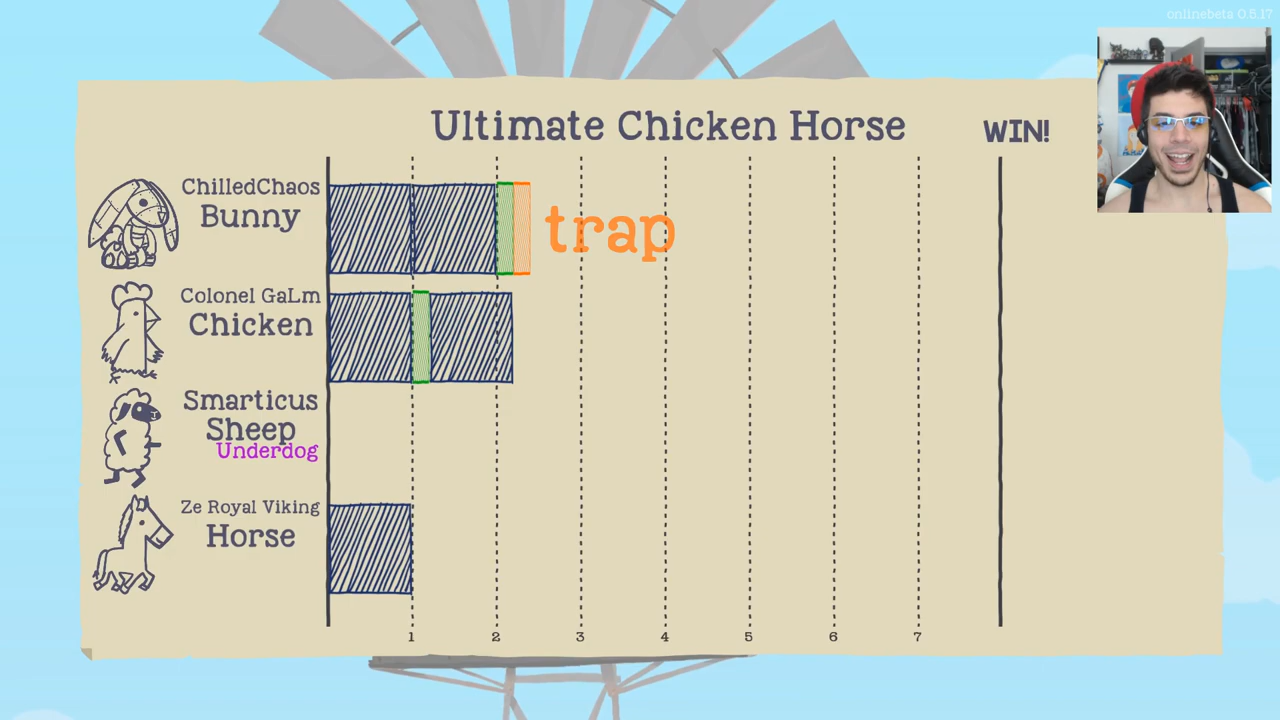 onlinebeta 0.5.17
Ultimate Chicken Horse
WIN!
ChilledChaos
Bunny
trap
Colonel GaLm
Chicken
Smarticus
Sheep
Underdog
Ze Royal Viking
Horse
1 2 3 4 5 6 7